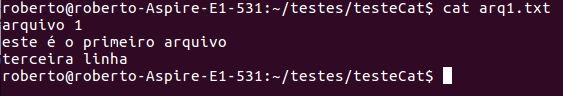 roberto@roberto-Aspire-E1-531:~/testes/testeCat$ cat arq1.txt
arquivo 1
este é o primeiro arquivo
terceira linha
roberto@roberto-Aspire-E1-531:~/testes/testeCat$